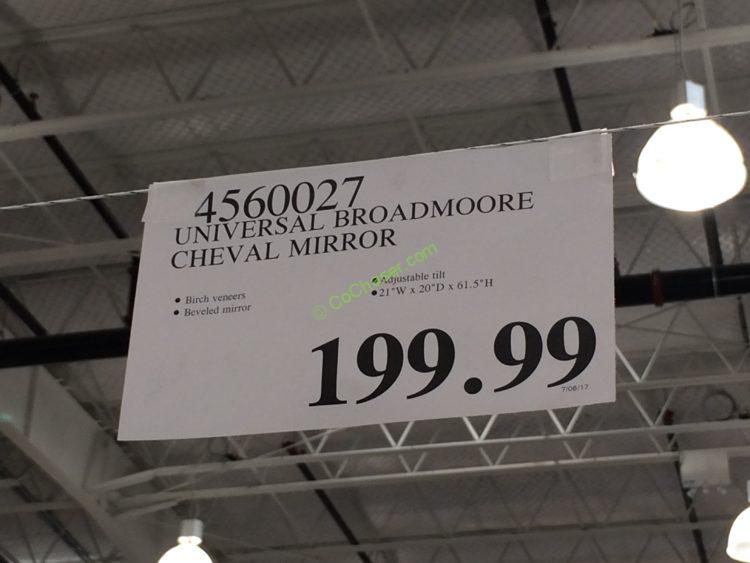 4560027
UNIVERSAL BROADMOORE
CHEVAL MIRROR
• Birch veneers
• Beveled mirror
• Adjustable tilt
• 21"W x 20"D x 61.5"H
© CoChaser.com
199.99
7/06/17